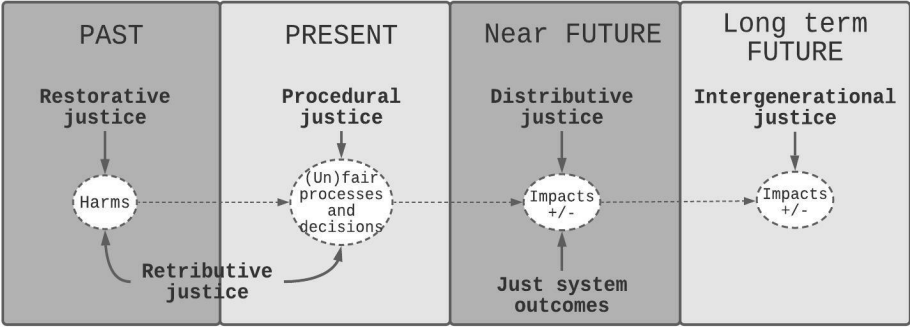 PAST
PRESENT
Near FUTURE
Long term
FUTURE
Restorative
justice
Procedural
justice
Distributive
justice
Intergenerational
justice
Harms
(Un)fair
processes
and
decisions
Impacts
+/-
Impacts
+/-
Retributive
justice
Just system
outcomes